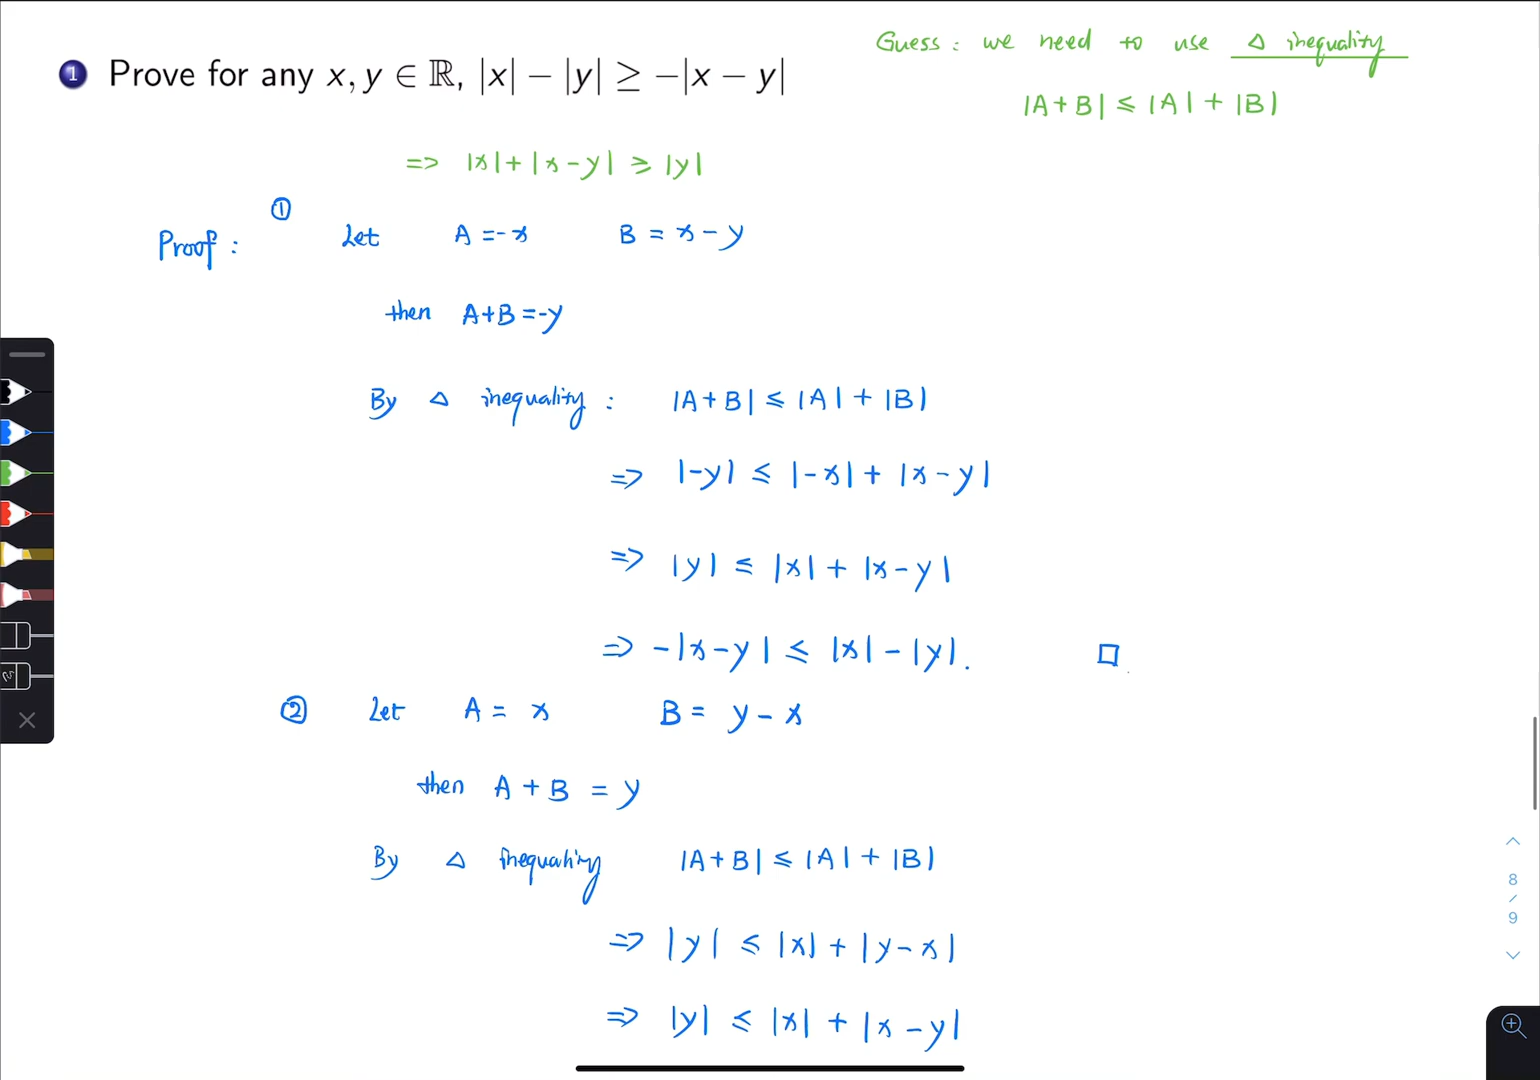 1 Prove for any x, y ∈ ℝ, |x| − |y| ≥ −|x − y|
Guess : we need to use Δ inequality
|A + B| ≤ |A| + |B|
=> |x| + |x − y| ≥ |y|
Proof : ① Let A = − x B = x − y
then A + B = − y
By Δ inequality : |A + B| ≤ |A| + |B|
=> |− y| ≤ |− x| + |x − y|
=> |y| ≤ |x| + |x − y|
=> − |x − y| ≤ |x| − |y|. □
② Let A = x B = y − x
then A + B = y
By Δ inequality |A + B| ≤ |A| + |B|
=> |y| ≤ |x| + |y − x|
=> |y| ≤ |x| + |x − y|
8
/
9